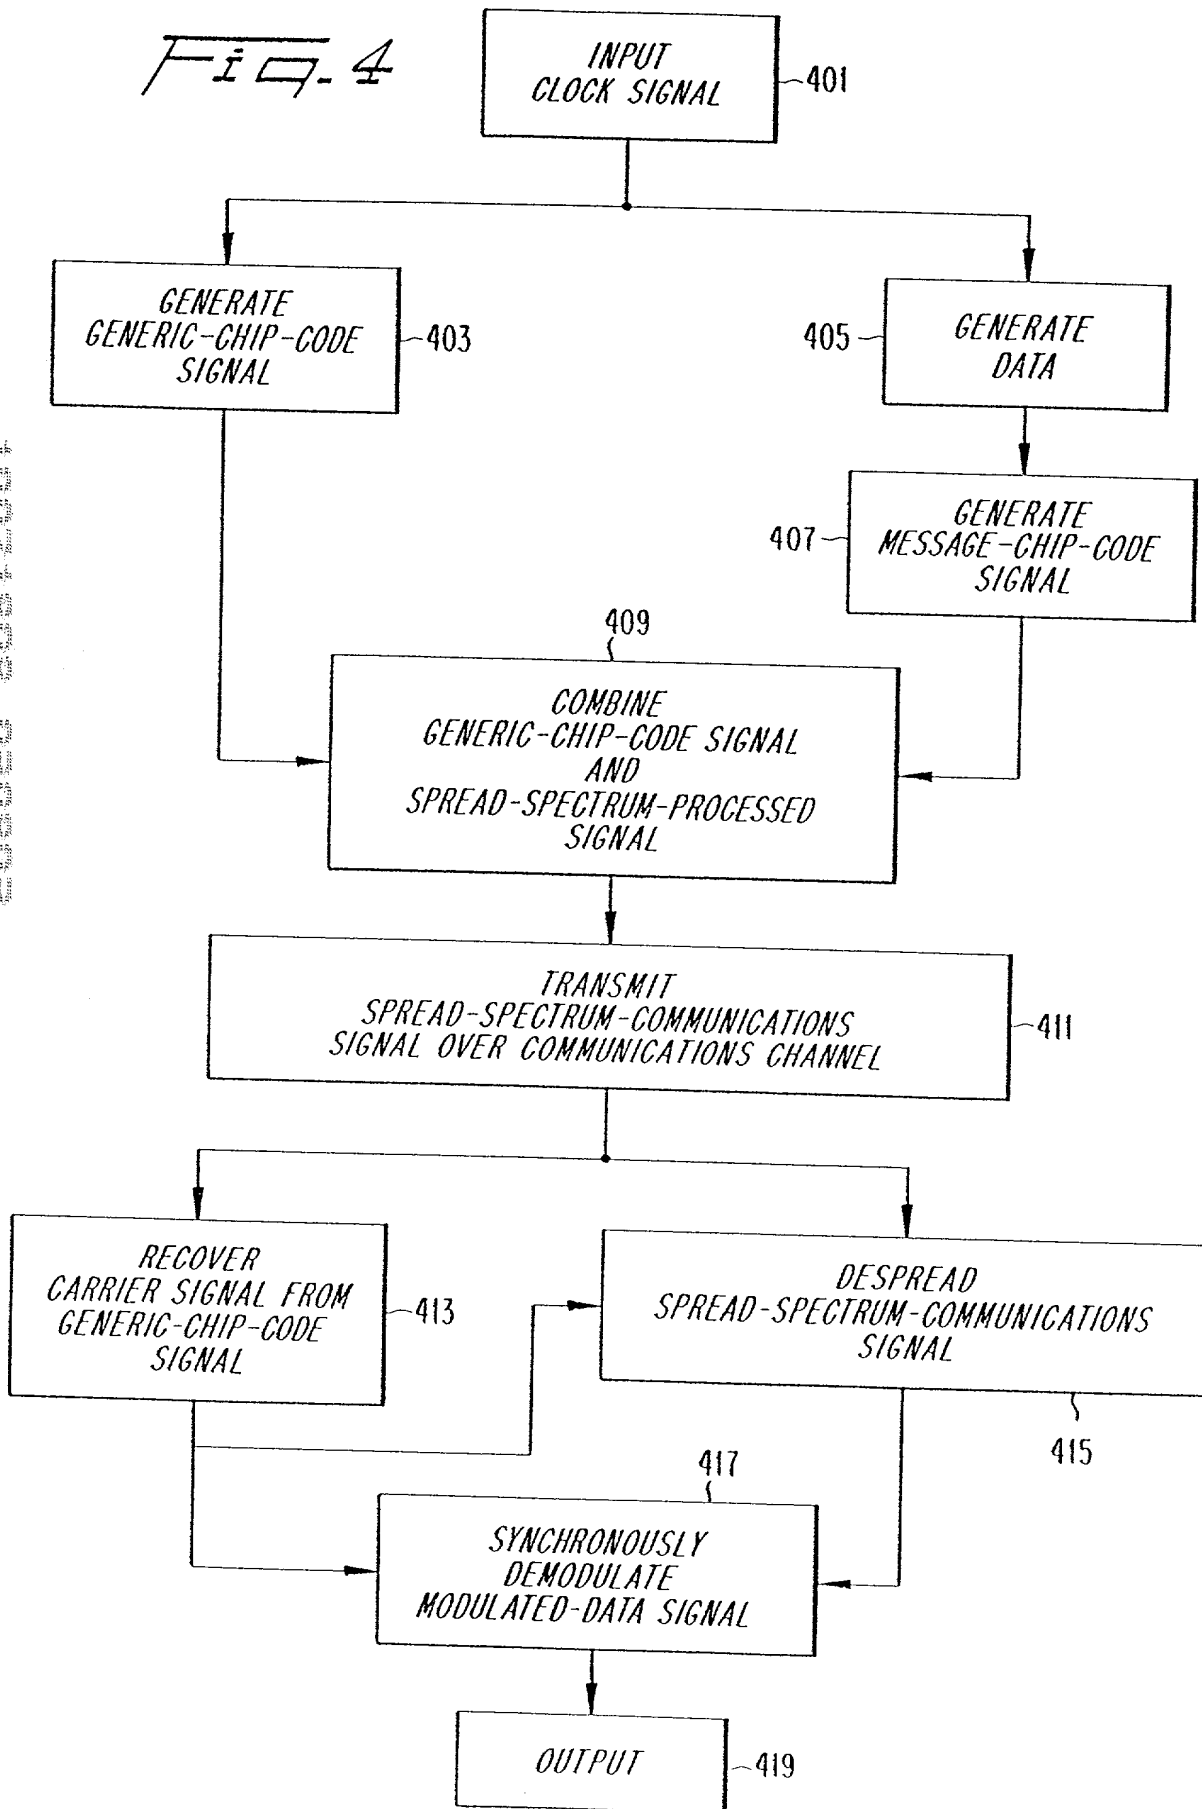 Fig. 4
INPUT
CLOCK SIGNAL
401
GENERATE
GENERIC-CHIP-CODE
SIGNAL
403
405
GENERATE
DATA
407
GENERATE
MESSAGE-CHIP-CODE
SIGNAL
409
COMBINE
GENERIC-CHIP-CODE SIGNAL
AND
SPREAD-SPECTRUM-PROCESSED
SIGNAL
TRANSMIT
SPREAD-SPECTRUM-COMMUNICATIONS
SIGNAL OVER COMMUNICATIONS CHANNEL
411
RECOVER
CARRIER SIGNAL FROM
GENERIC-CHIP-CODE
SIGNAL
413
DESPREAD
SPREAD-SPECTRUM-COMMUNICATIONS
SIGNAL
415
417
SYNCHRONOUSLY
DEMODULATE
MODULATED-DATA SIGNAL
OUTPUT
419